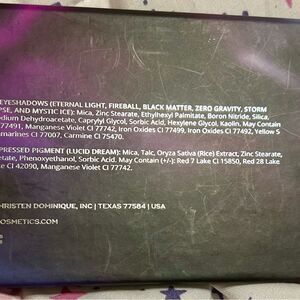 EYESHADOWS (ETERNAL LIGHT, FIREBALL, BLACK MATTER, ZERO GRAVITY, STORM
PSE, AND MYSTIC ICE): Mica, Zinc Stearate, Ethylhexyl Palmitate, Boron Nitride, Silica,
dium Dehydroacetate, Caprylyl Glycol, Sorbic Acid, Hexylene Glycol, Kaolin. May Contain
77491, Manganese Violet CI 77742, Iron Oxides CI 77499, Iron Oxides CI 77492, Yellow 5
marines CI 77007, Carmine CI 75470.
PRESSED PIGMENT (LUCID DREAM): Mica, Talc, Oryza Sativa (Rice) Extract, Zinc Stearate,
etate, Phenoxyethanol, Sorbic Acid. May Contain (+/-): Red 7 Lake CI 15850, Red 28 Lake
ke CI 42090, Manganese Violet CI 77742.
HRISTEN DOMINIQUE, INC | TEXAS 77584 | USA
OSMETICS.COM